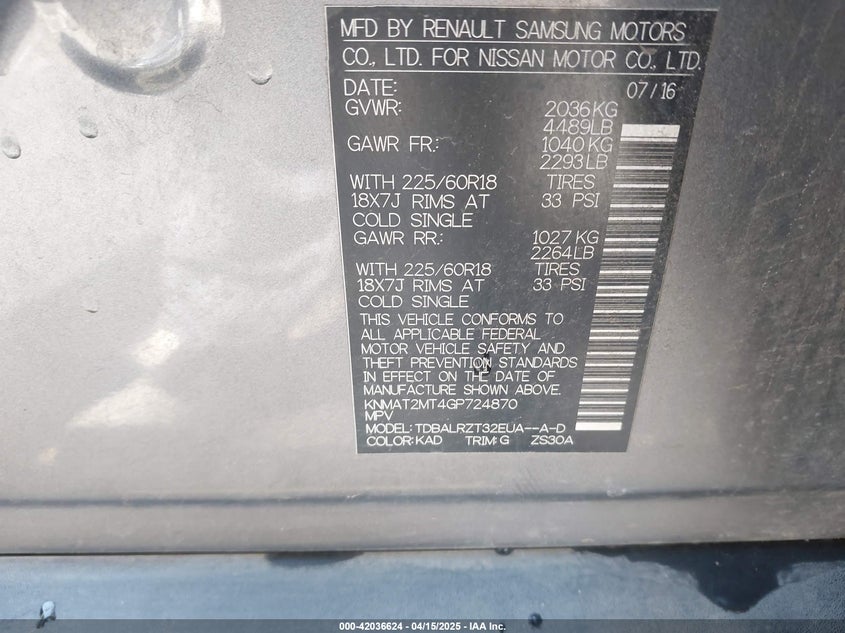 MFD BY RENAULT SAMSUNG MOTORS
CO., LTD. FOR NISSAN MOTOR CO., LTD.
DATE: 07/16
GVWR: 2036KG
4489LB
GAWR FR.: 1040KG
2293LB
WITH 225/60R18 TIRES
18X7J RIMS AT 33 PSI
COLD SINGLE
GAWR RR.: 1027KG
2264LB
WITH 225/60R18 TIRES
18X7J RIMS AT 33 PSI
COLD SINGLE
THIS VEHICLE CONFORMS TO
ALL APPLICABLE FEDERAL
MOTOR VEHICLE SAFETY AND
THEFT PREVENTION STANDARDS
IN EFFECT ON THE DATE OF
MANUFACTURE SHOWN ABOVE.
KNMAT2MT4GP724870
MPV
MODEL: TDBALRZT32EUA--A-D
COLOR: KAD TRIM: G ZS30A
000-42036624 - 04/15/2025 - IAA Inc.